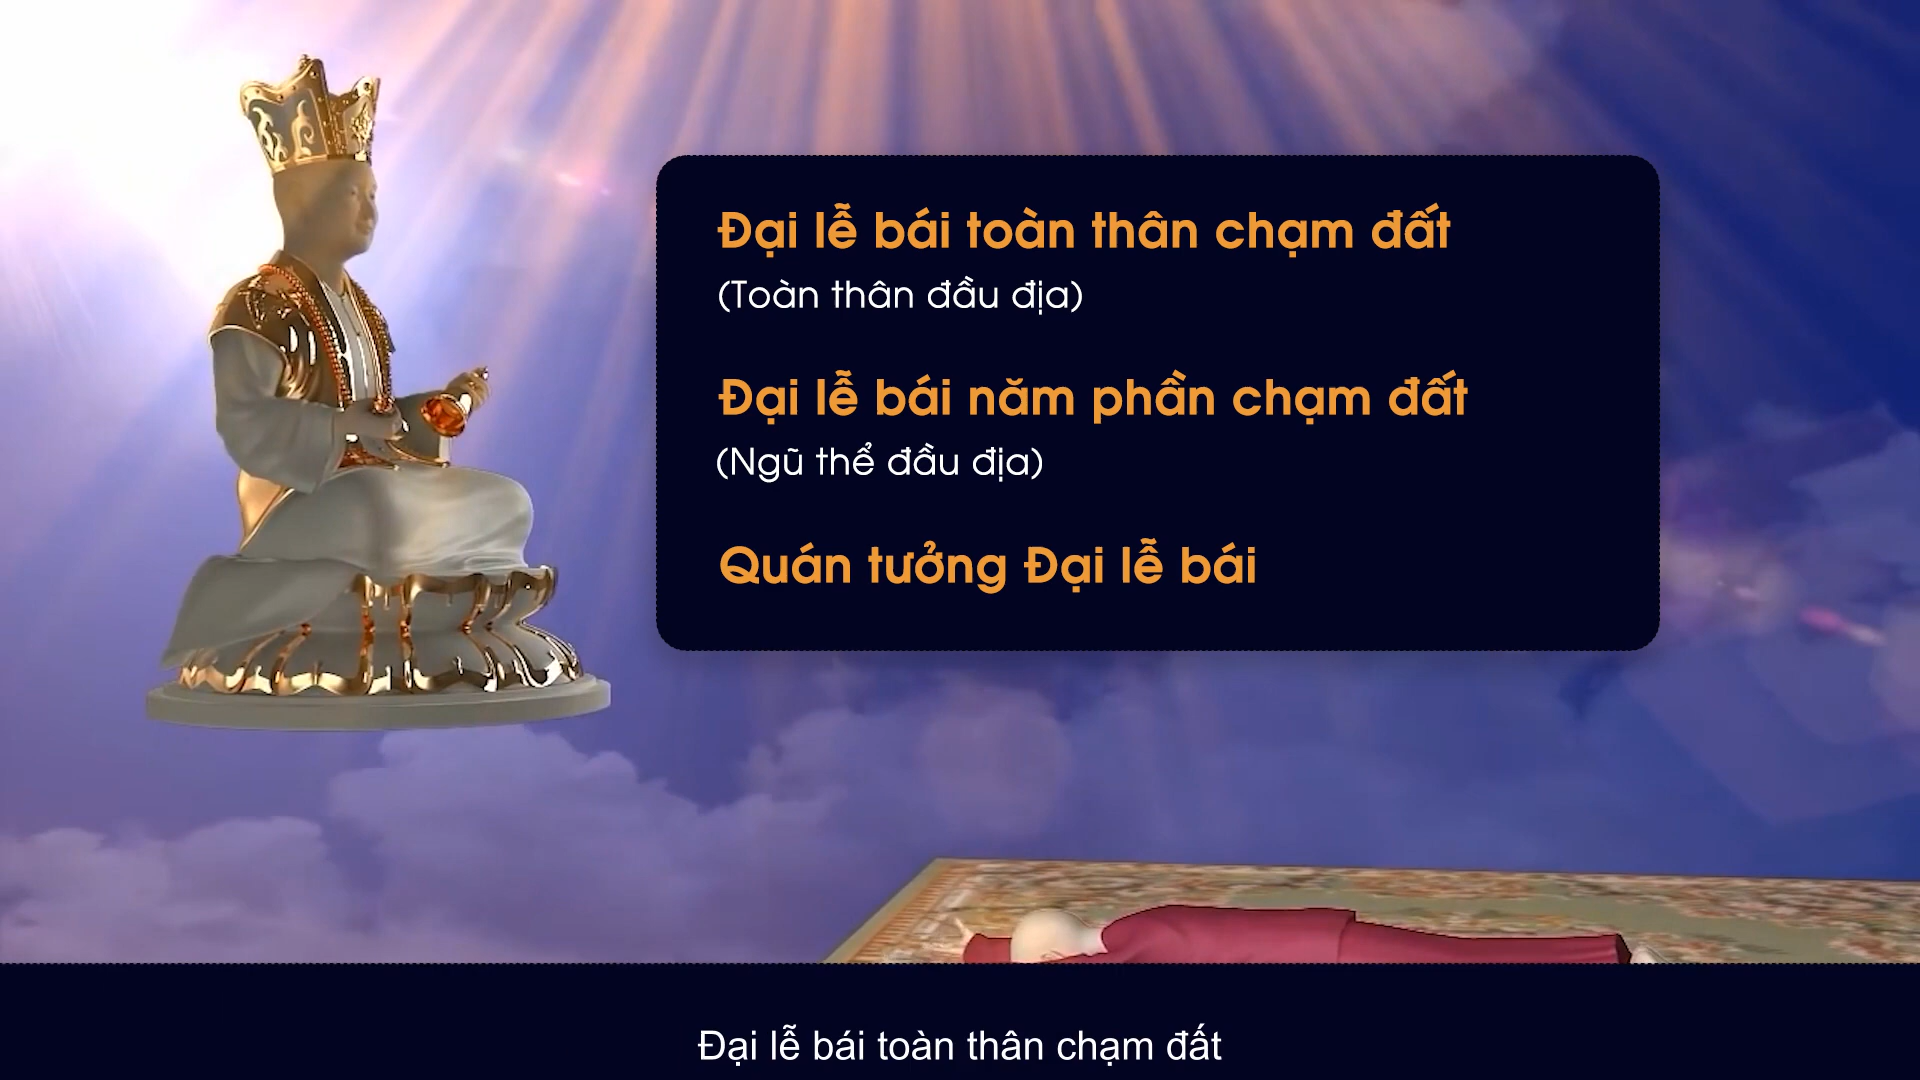 Đại lễ bái toàn thân chạm đất
(Toàn thân đầu địa)
Đại lễ bái năm phần chạm đất
(Ngũ thể đầu địa)
Quán tưởng Đại lễ bái
Đại lễ bái toàn thân chạm đất